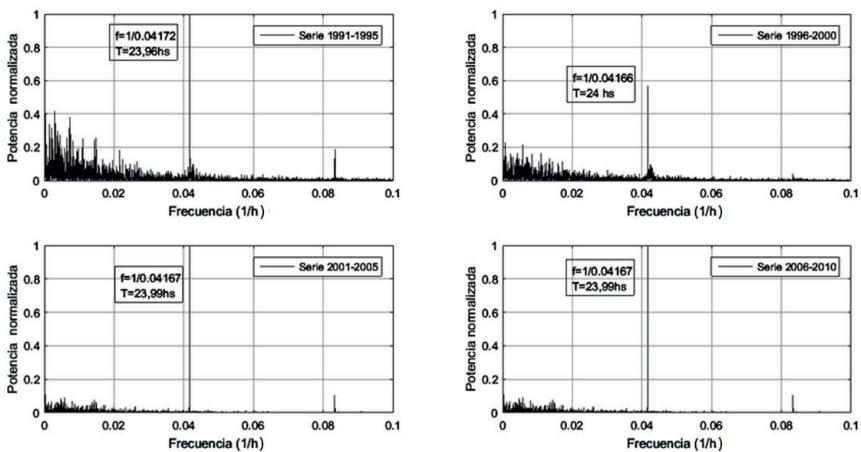 f=1/0.04172
T=23,96hs
Serie 1991-1995
Potencia normalizada
1
0.8
0.6
0.4
0.2
0
0 0.02 0.04 0.06 0.08 0.1
Frecuencia (1/h)
f=1/0.04166
T=24 hs
Serie 1996-2000
Potencia normalizada
1
0.8
0.6
0.4
0.2
0
0 0.02 0.04 0.06 0.08 0.1
Frecuencia (1/h)
f=1/0.04167
T=23,99hs
Serie 2001-2005
Potencia normalizada
1
0.8
0.6
0.4
0.2
0
0 0.02 0.04 0.06 0.08 0.1
Frecuencia (1/h)
f=1/0.04167
T=23,99hs
Serie 2006-2010
Potencia normalizada
1
0.8
0.6
0.4
0.2
0
0 0.02 0.04 0.06 0.08 0.1
Frecuencia (1/h)